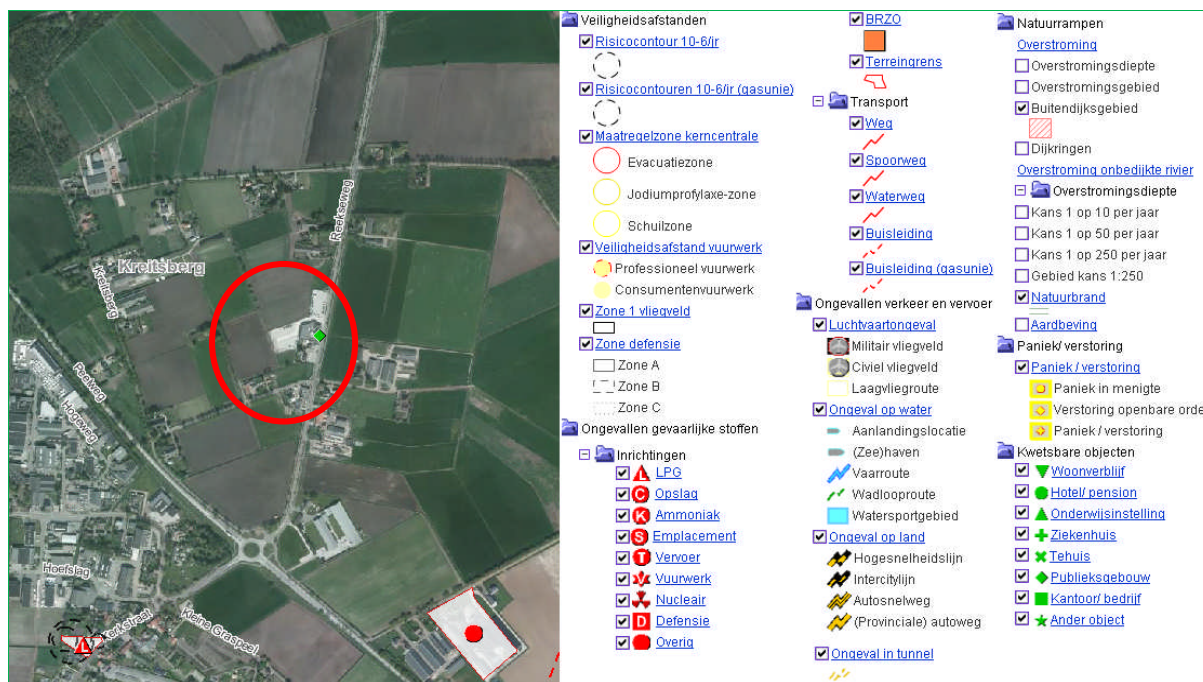 Reekseweg
Kreitsberg
Kreitsberg
Peelweg
Hogeweg
Hoefslag
Kerkstraat
Kleine Graspeel
L
Veiligheidsafstanden
Risicocontour 10-6/jr
Risicocontouren 10-6/jr (gasunie)
Maatregelzone kerncentrale
Evacuatiezone
Jodiumprofylaxe-zone
Schuilzone
Veiligheidsafstand vuurwerk
Professioneel vuurwerk
Consumentenvuurwerk
Zone 1 vliegveld
Zone defensie
Zone A
Zone B
Zone C
Ongevallen gevaarlijke stoffen
Inrichtingen
L LPG
C Opslag
K Ammoniak
S Emplacement
T Vervoer
Vuurwerk
Nucleair
D Defensie
Overig
BRZO
Terreingrens
Transport
Weg
Spoorweg
Waterweg
Buisleiding
Buisleiding (gasunie)
Ongevallen verkeer en vervoer
Luchtvaartongeval
Militair vliegveld
Civiel vliegveld
Laagvliegroute
Ongeval op water
Aanlandingslocatie
(Zee)haven
Vaarroute
Wadlooproute
Watersportgebied
Ongeval op land
Hogesnelheidslijn
Intercitylijn
Autosnelweg
(Provinciale) autoweg
Ongeval in tunnel
Natuurrampen
Overstroming
Overstromingsdiepte
Overstromingsgebied
Buitendijksgebied
Dijkringen
Overstroming onbedijkte rivier
Overstromingsdiepte
Kans 1 op 10 per jaar
Kans 1 op 50 per jaar
Kans 1 op 250 per jaar
Gebied kans 1:250
Natuurbrand
Aardbeving
Paniek/ verstoring
Paniek / verstoring
Paniek in menigte
Verstoring openbare orde
Paniek / verstoring
Kwetsbare objecten
Woonverblijf
Hotel/ pension
Onderwijsinstelling
Ziekenhuis
Tehuis
Publieksgebouw
Kantoor/ bedrijf
Ander object